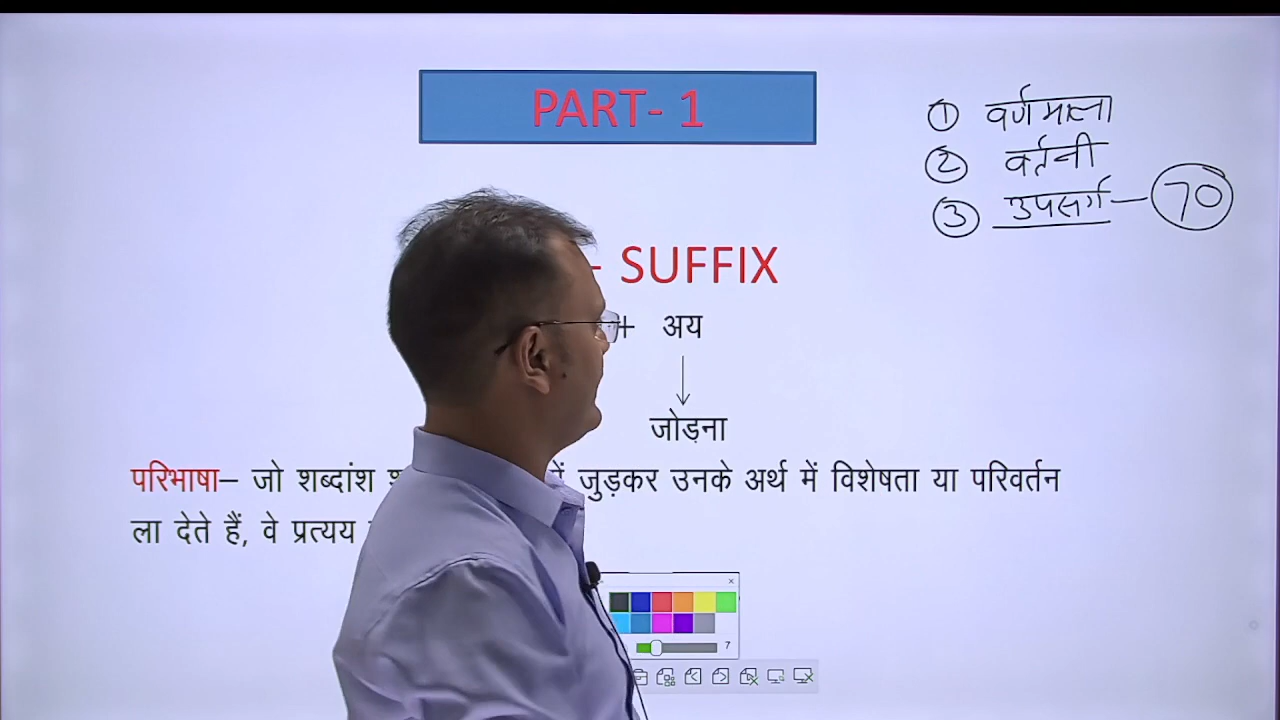 PART- 1
① वर्णमाला
② वर्तनी
③ उपसर्ग — 70
- SUFFIX
+ अय
जोड़ना
परिभाषा– जो शब्दांश में जुड़कर उनके अर्थ में विशेषता या परिवर्तन
ला देते हैं, वे प्रत्यय
7